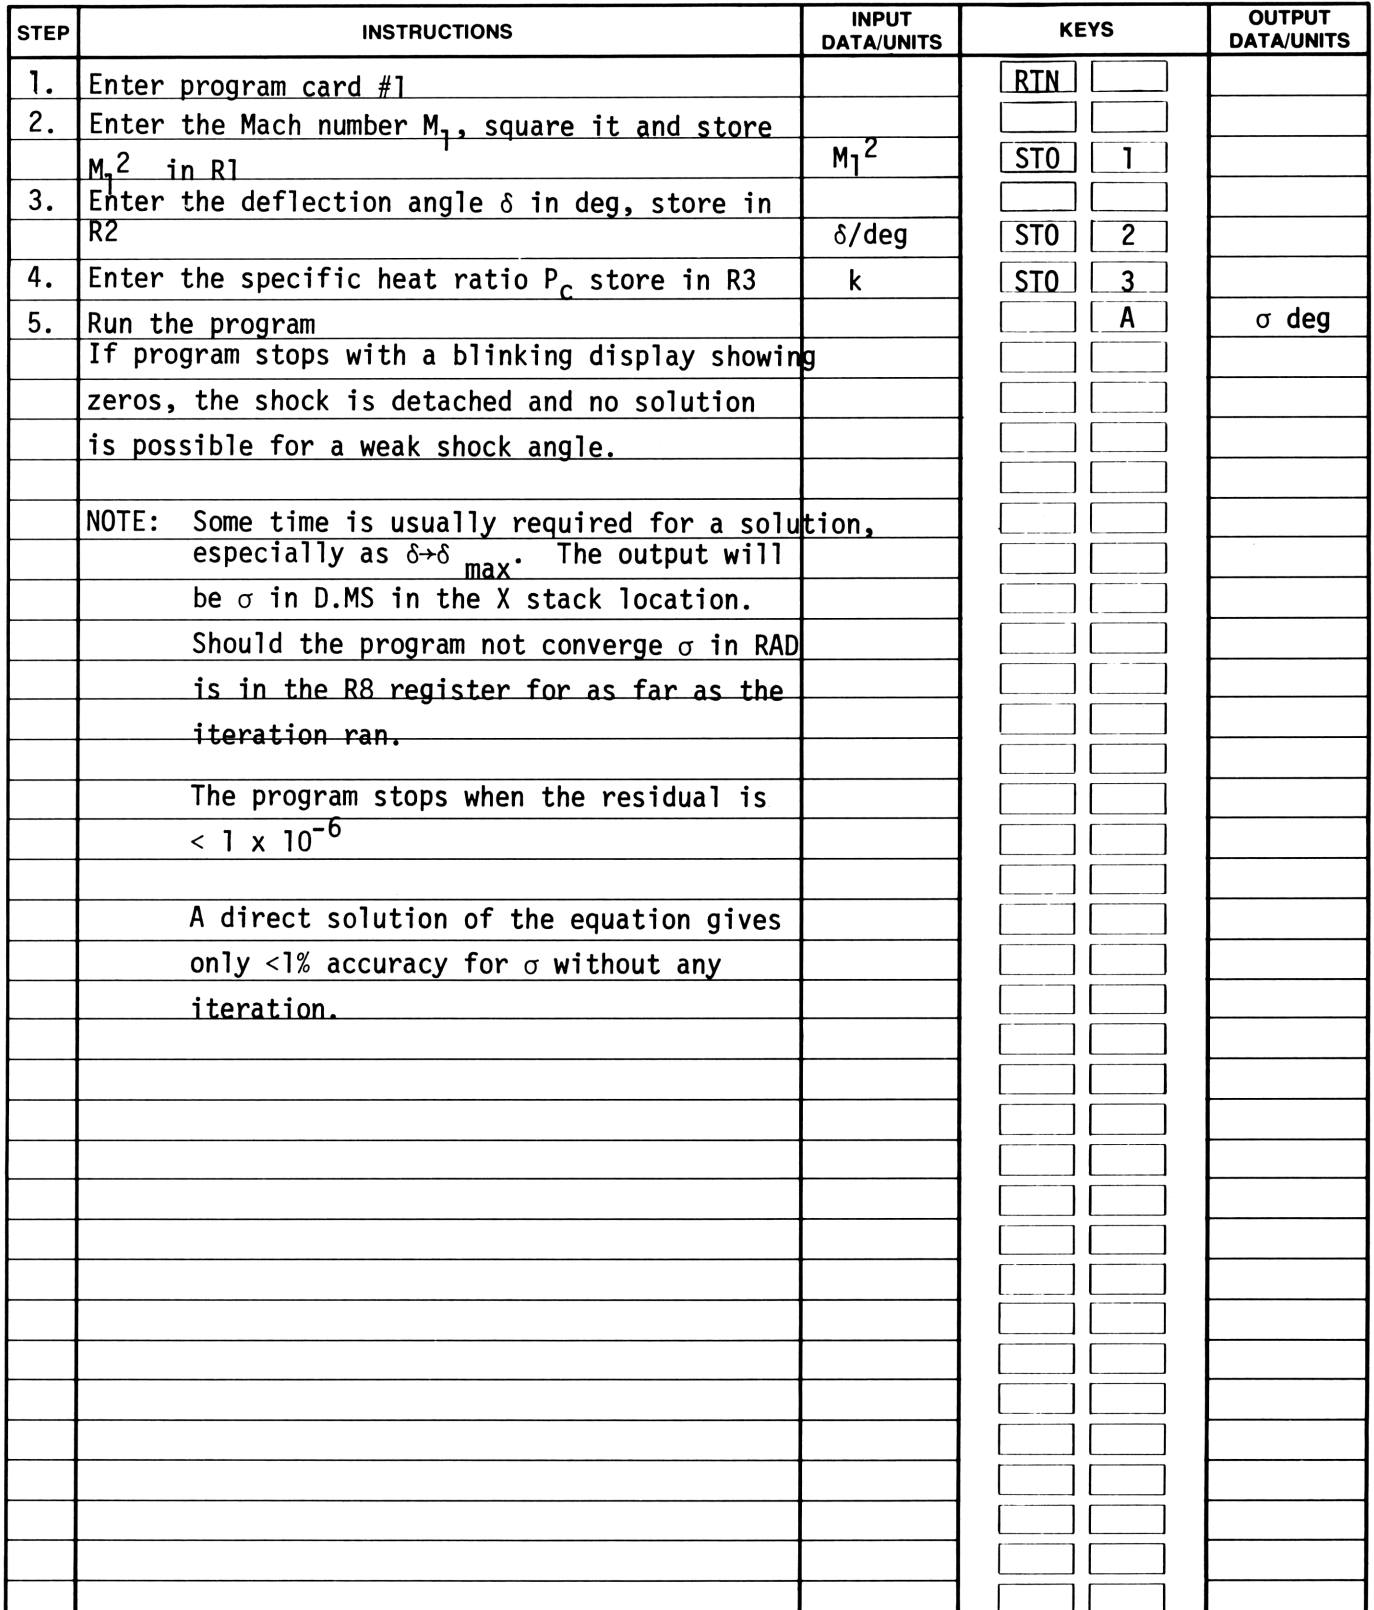 STEP INSTRUCTIONS INPUT DATA/UNITS KEYS OUTPUT DATA/UNITS
1. Enter program card #1 RTN
2. Enter the Mach number M₁, square it and store
M₁² in R1 M₁² STO 1
3. Enter the deflection angle δ in deg, store in
R2 δ/deg STO 2
4. Enter the specific heat ratio P_c store in R3 k STO 3
5. Run the program A σ deg
If program stops with a blinking display showing
zeros, the shock is detached and no solution
is possible for a weak shock angle.
NOTE: Some time is usually required for a solution,
especially as δ→δ max. The output will
be σ in D.MS in the X stack location.
Should the program not converge σ in RAD
is in the R8 register for as far as the
iteration ran.
The program stops when the residual is
< 1 x 10⁻⁶
A direct solution of the equation gives
only <1% accuracy for σ without any
iteration.